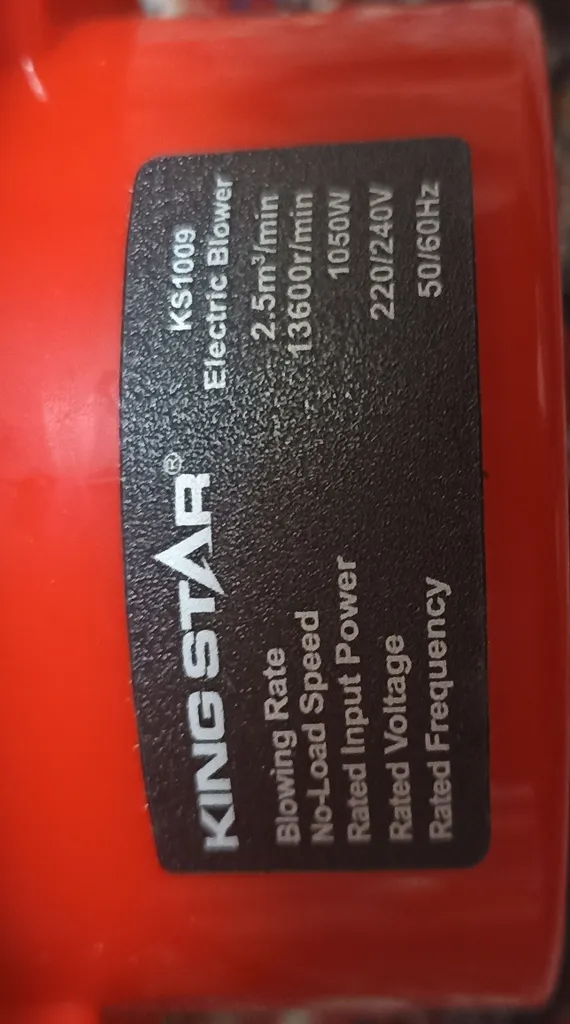 KING STAR® KS1009
Electric Blower
Blowing Rate 2.5m³/min
No-Load Speed 13600r/min
Rated Input Power 1050W
Rated Voltage 220/240V
Rated Frequency 50/60Hz